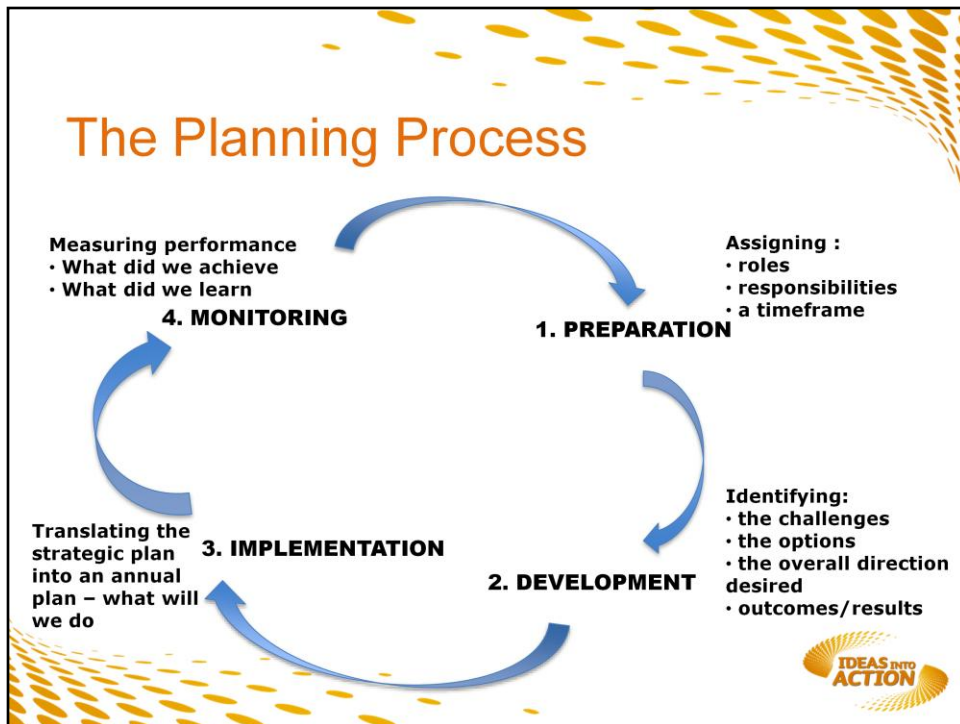 The Planning Process
Measuring performance
• What did we achieve
• What did we learn
4. MONITORING
Assigning :
• roles
• responsibilities
• a timeframe
1. PREPARATION
Identifying:
• the challenges
• the options
• the overall direction
desired
• outcomes/results
2. DEVELOPMENT
Translating the
strategic plan
into an annual
plan – what will
we do
3. IMPLEMENTATION
IDEAS INTO
ACTION